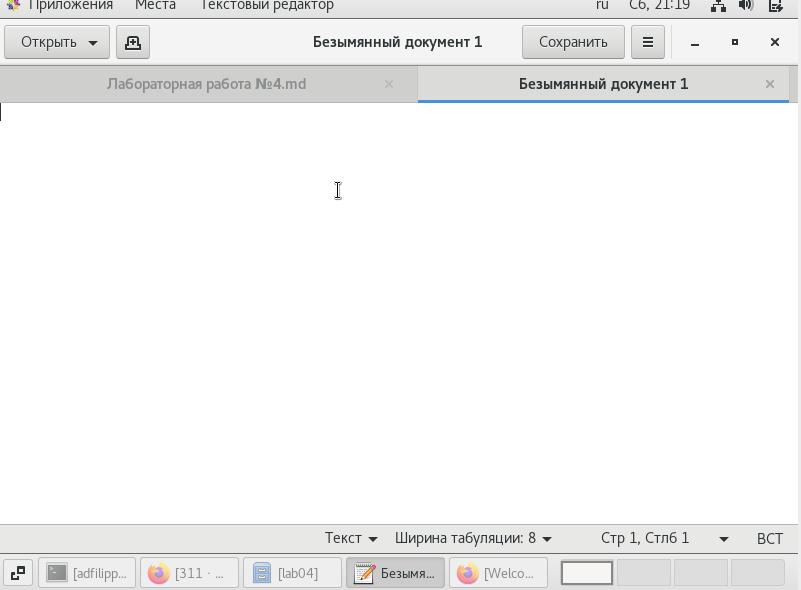 Приложения Места Текстовый редактор ru Сб, 21:19
Открыть Безымянный документ 1 Сохранить
Лабораторная работа №4.md Безымянный документ 1
Текст Ширина табуляции: 8 Стр 1, Стлб 1 ВСТ
[adfilipp... [311 · ... [lab04] Безымя... [Welco...